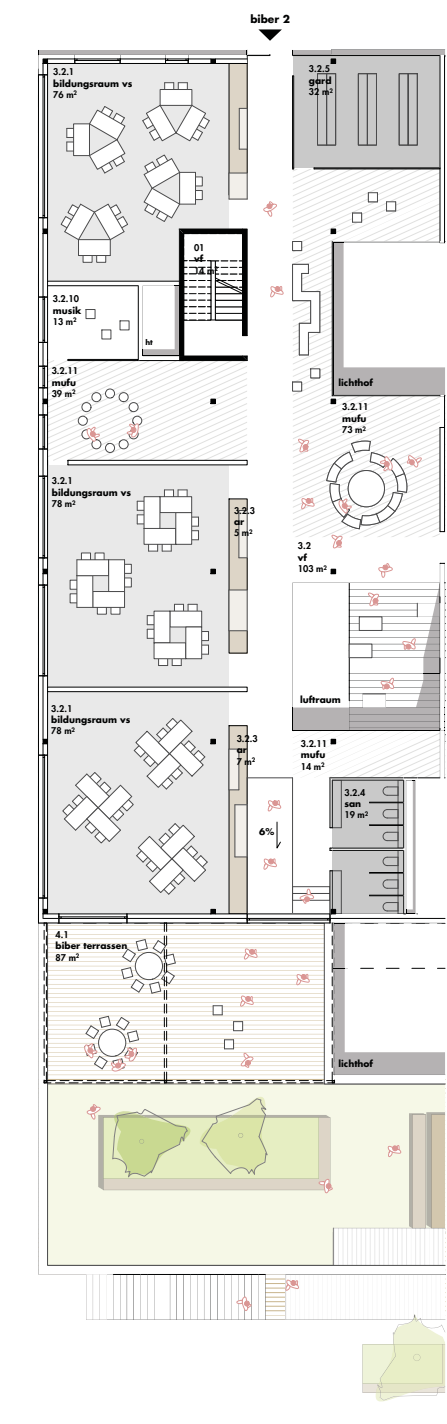 biber 2
3.2.1
bildungsraum vs
76 m²
3.2.5
gard
32 m²
01
vf
14 m²
3.2.10
musik
13 m²
ht
lichthof
3.2.11
mufu
39 m²
3.2.11
mufu
73 m²
3.2.1
bildungsraum vs
78 m²
3.2.3
ar
5 m²
3.2
vf
103 m²
luftraum
3.2.1
bildungsraum vs
78 m²
3.2.3
ar
7 m²
3.2.11
mufu
14 m²
3.2.4
san
19 m²
6%
4.1
biber terrassen
87 m²
lichthof